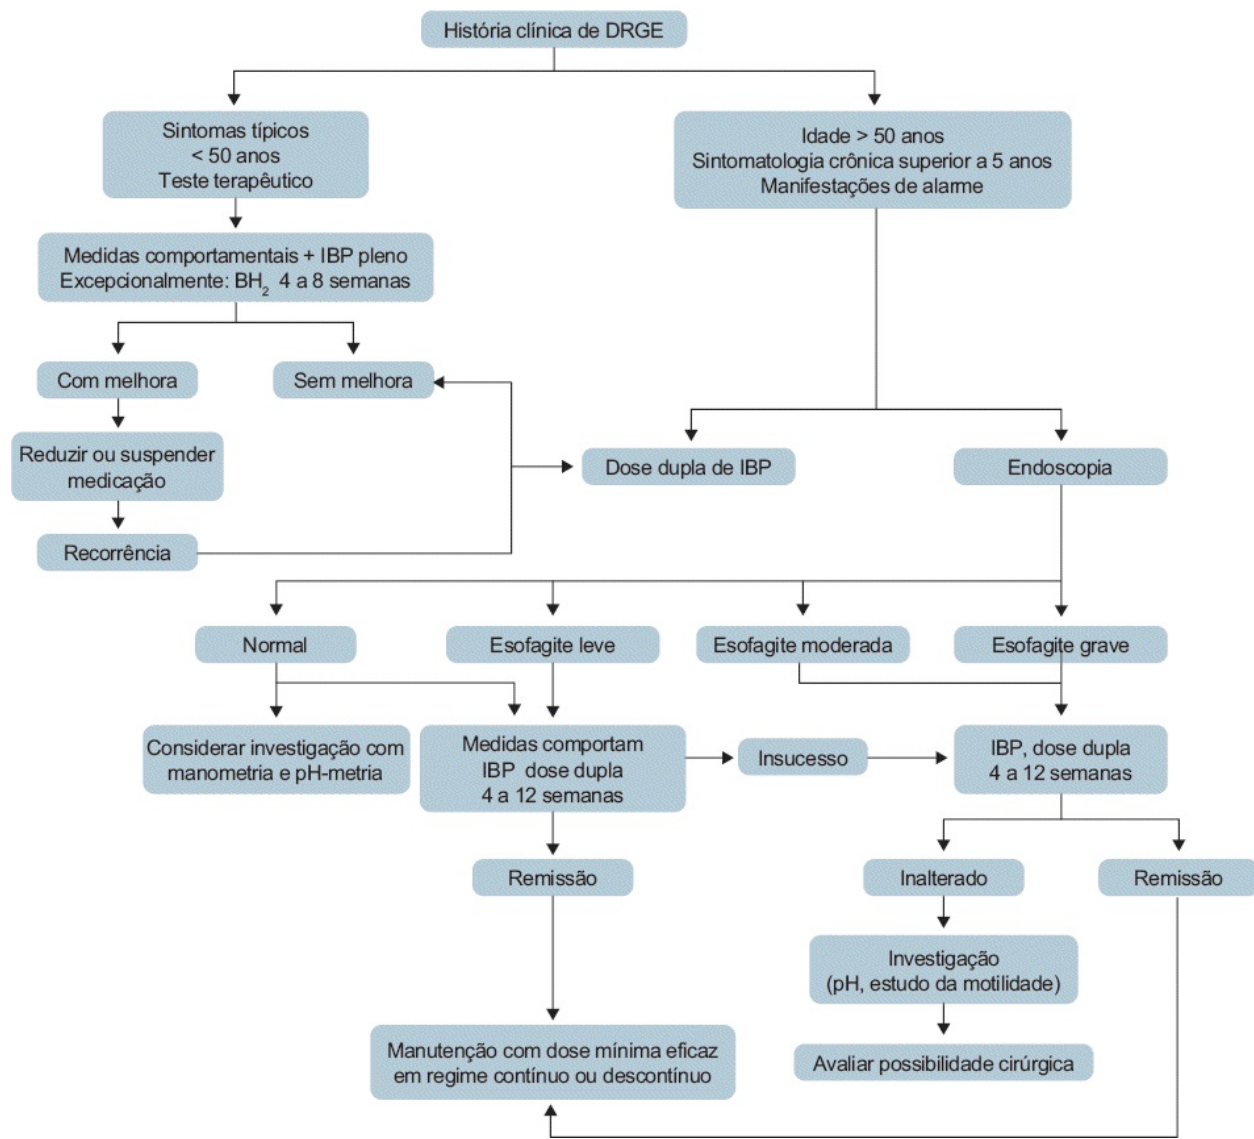 História clínica de DRGE
Sintomas típicos
< 50 anos
Teste terapêutico
Idade > 50 anos
Sintomatologia crônica superior a 5 anos
Manifestações de alarme
Medidas comportamentais + IBP pleno
Excepcionalmente: BH₂ 4 a 8 semanas
Com melhora
Sem melhora
Reduzir ou suspender
medicação
Recorrência
Dose dupla de IBP
Endoscopia
Normal
Esofagite leve
Esofagite moderada
Esofagite grave
Considerar investigação com
manometria e pH-metria
Medidas comportam
IBP dose dupla
4 a 12 semanas
Insucesso
IBP, dose dupla
4 a 12 semanas
Remissão
Inalterado
Remissão
Investigação
(pH, estudo da motilidade)
Manutenção com dose mínima eficaz
em regime contínuo ou descontínuo
Avaliar possibilidade cirúrgica